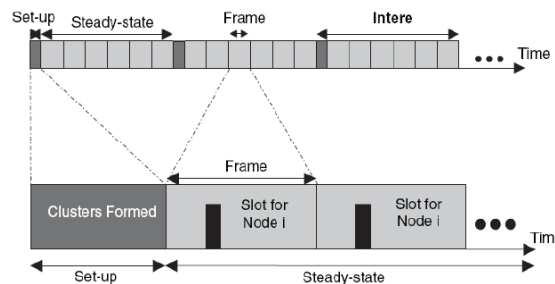 Set-up Steady-state Frame Intere
Time
Frame
Clusters Formed Slot for Node i Slot for Node i
Tim
Set-up Steady-state